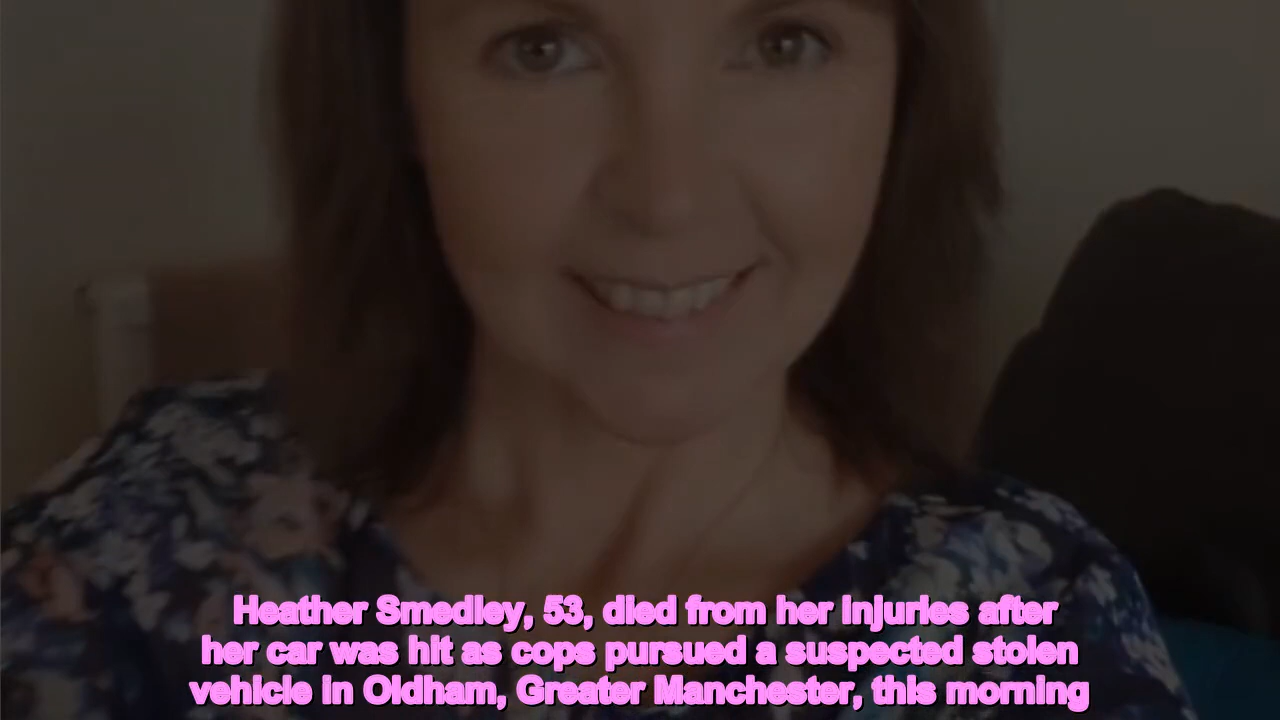 Heather Smedley, 53, died from her injuries after
her car was hit as cops pursued a suspected stolen
vehicle in Oldham, Greater Manchester, this morning